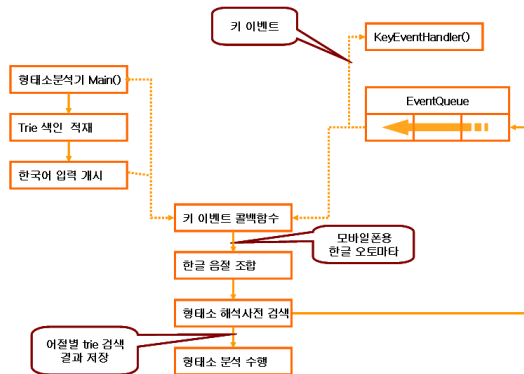 키 이벤트
KeyEventHandler()
형태소분석기 Main()
EventQueue
Trie 색인 적재
한국어 입력 개시
키 이벤트 콜백함수
모바일폰용
한글 오토마타
한글 음절 조합
형태소 해석사전 검색
어절별 trie 검색
결과 저장
형태소 분석 수행